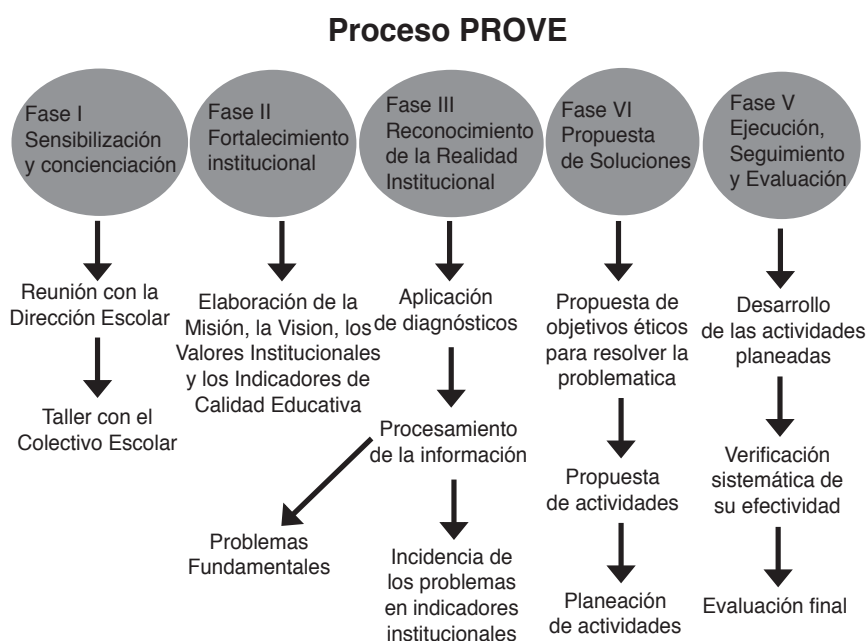 Proceso PROVE
Fase I
Sensibilización
y concienciación
Fase II
Fortalecimiento
institucional
Fase III
Reconocimiento
de la Realidad
Institucional
Fase VI
Propuesta
de Soluciones
Fase V
Ejecución,
Seguimiento
y Evaluación
Reunión con la
Dirección Escolar
Taller con el
Colectivo Escolar
Elaboración de la
Misión, la Vision, los
Valores Institucionales
y los Indicadores de
Calidad Educativa
Aplicación
de diagnósticos
Procesamiento
de la información
Problemas
Fundamentales
Incidencia de
los problemas
en indicadores
institucionales
Propuesta de
objetivos éticos
para resolver la
problematica
Propuesta
de actividades
Planeación
de actividades
Desarrollo
de las actividades
planeadas
Verificación
sistemática de
su efectividad
Evaluación final